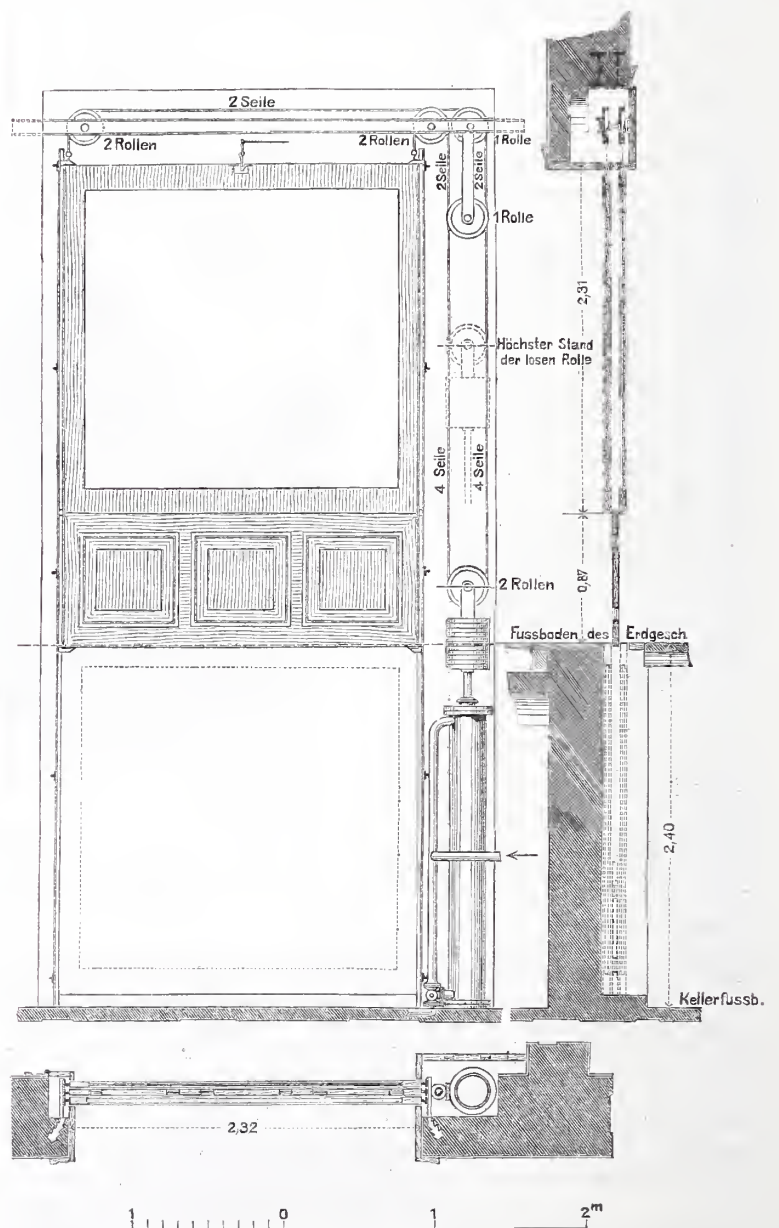 2 Seile
2 Rollen
2 Rollen
1 Rolle
2 Seile
2 Seile
1 Rolle
2,31
Höchster Stand
der losen Rolle
4 Seile
4 Seile
2 Rollen
0,87
Fussboden des Erdgesch.
2,40
Kellerfussb.
2,32
1 0 1 2m